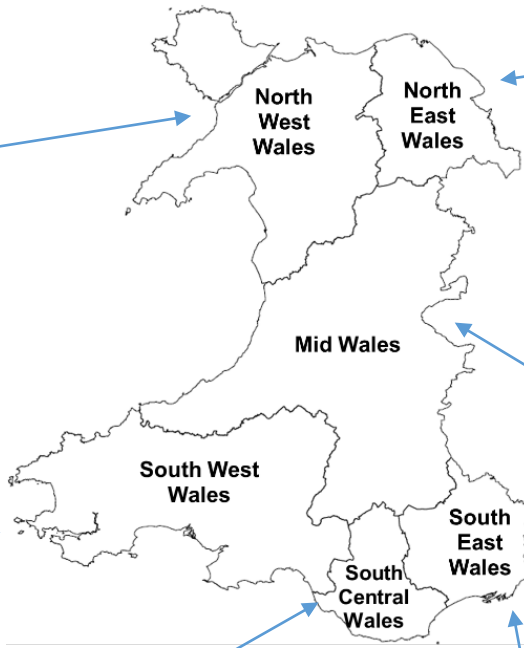 North
West
Wales
North
East
Wales
Mid Wales
South West
Wales
South
East
Wales
South
Central
Wales